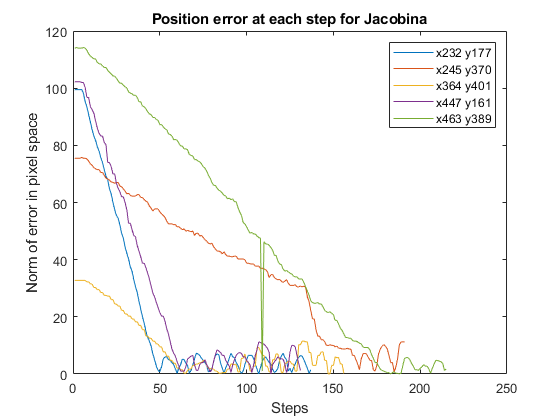 Position error at each step for Jacobina
120
100
80
60
40
20
0
Norm of error in pixel space
x232 y177
x245 y370
x364 y401
x447 y161
x463 y389
0 50 100 150 200 250
Steps